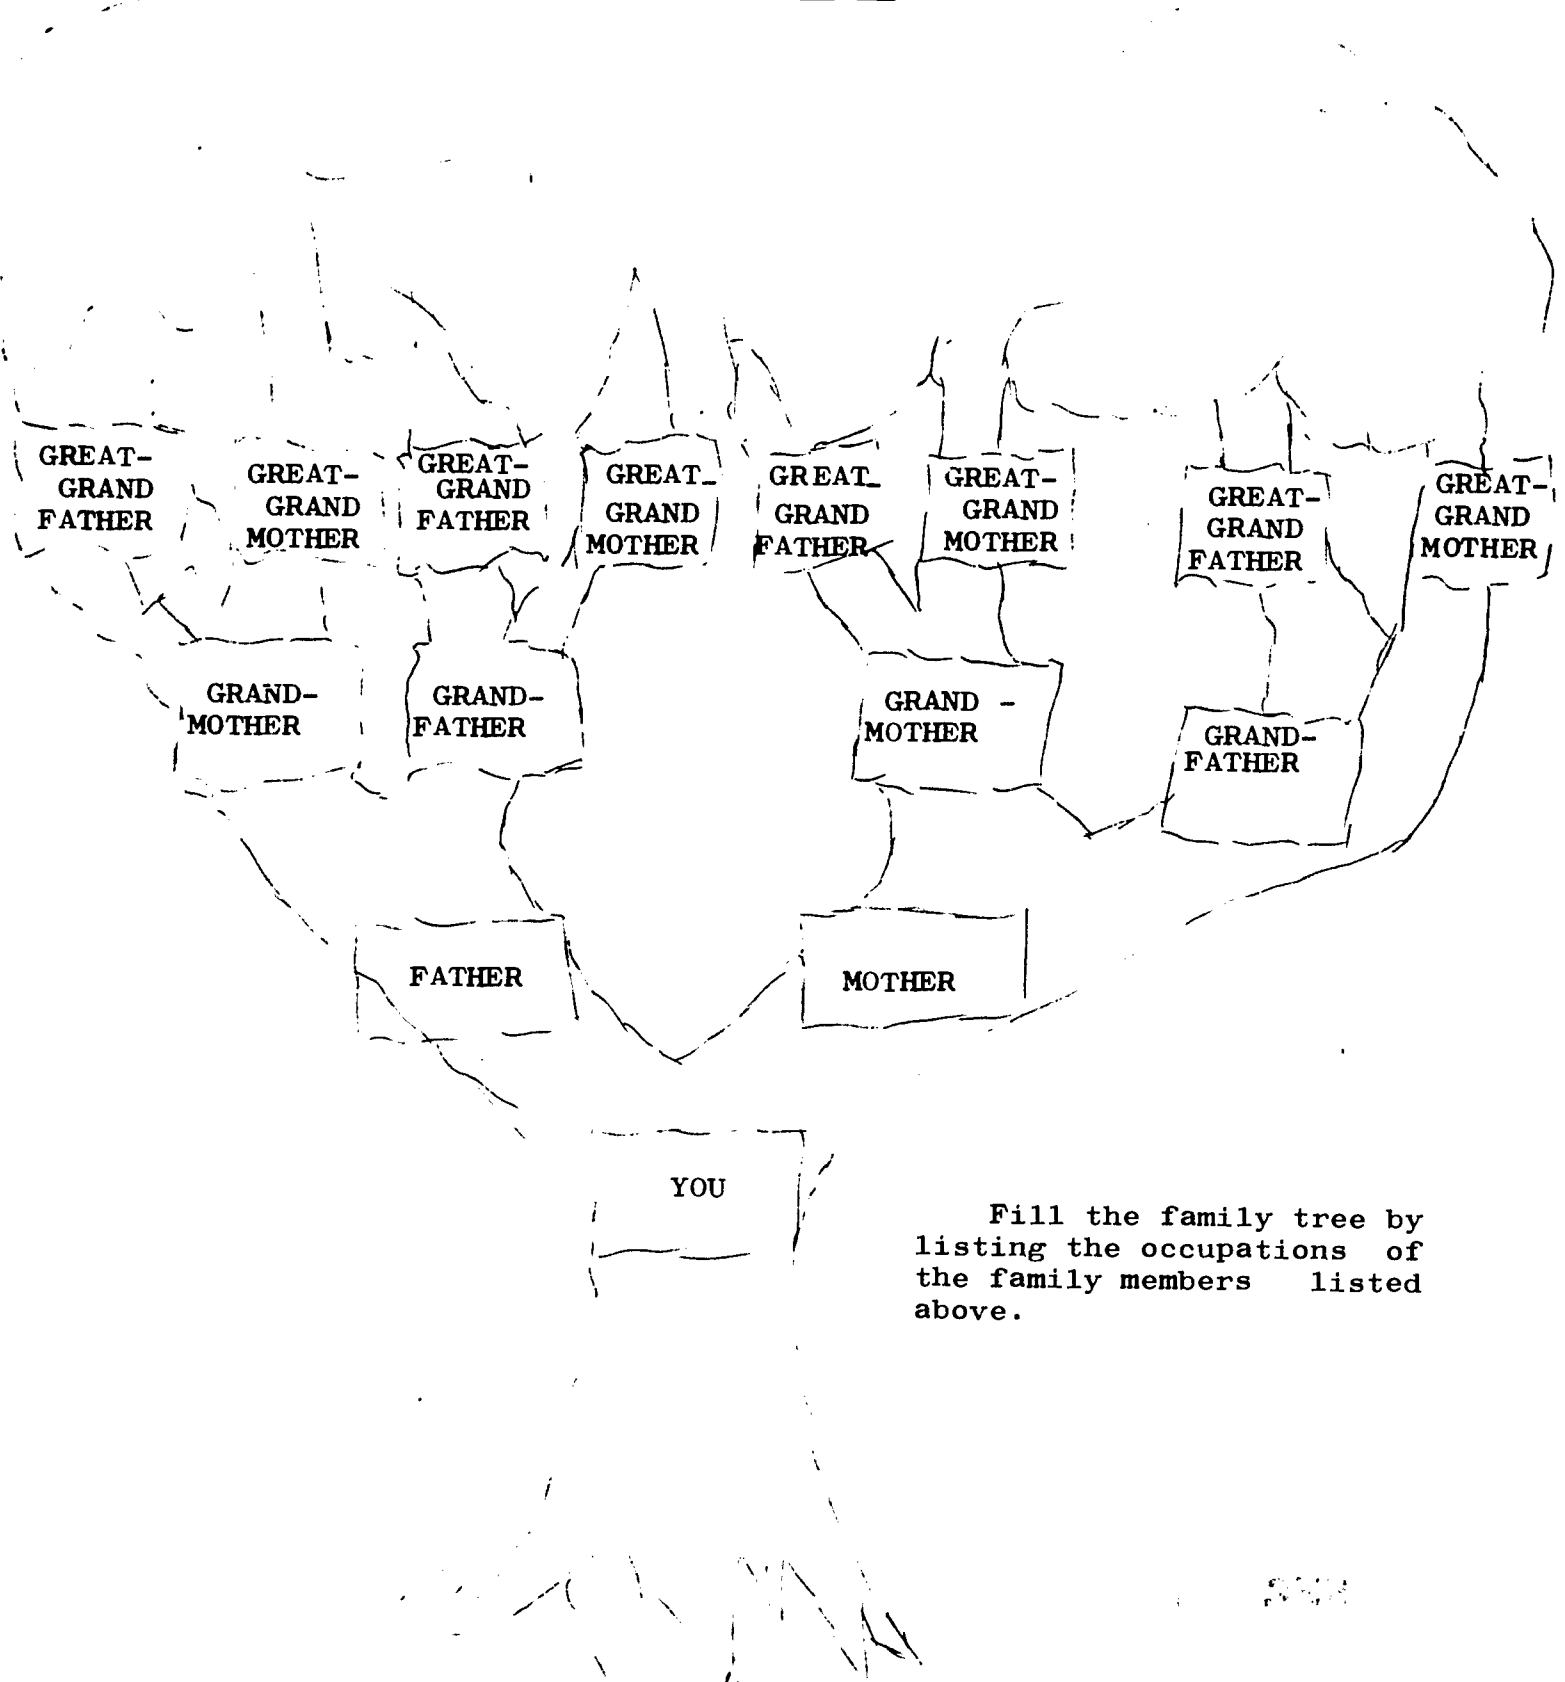 GREAT-
GRAND
FATHER
GREAT-
GRAND
MOTHER
GREAT-
GRAND
FATHER
GREAT-
GRAND
MOTHER
GREAT-
GRAND
FATHER
GREAT-
GRAND
MOTHER
GREAT-
GRAND
FATHER
GREAT-
GRAND
MOTHER
GRAND-
MOTHER
GRAND-
FATHER
GRAND -
MOTHER
GRAND-
FATHER
FATHER
MOTHER
YOU
Fill the family tree by
listing the occupations of
the family members listed
above.